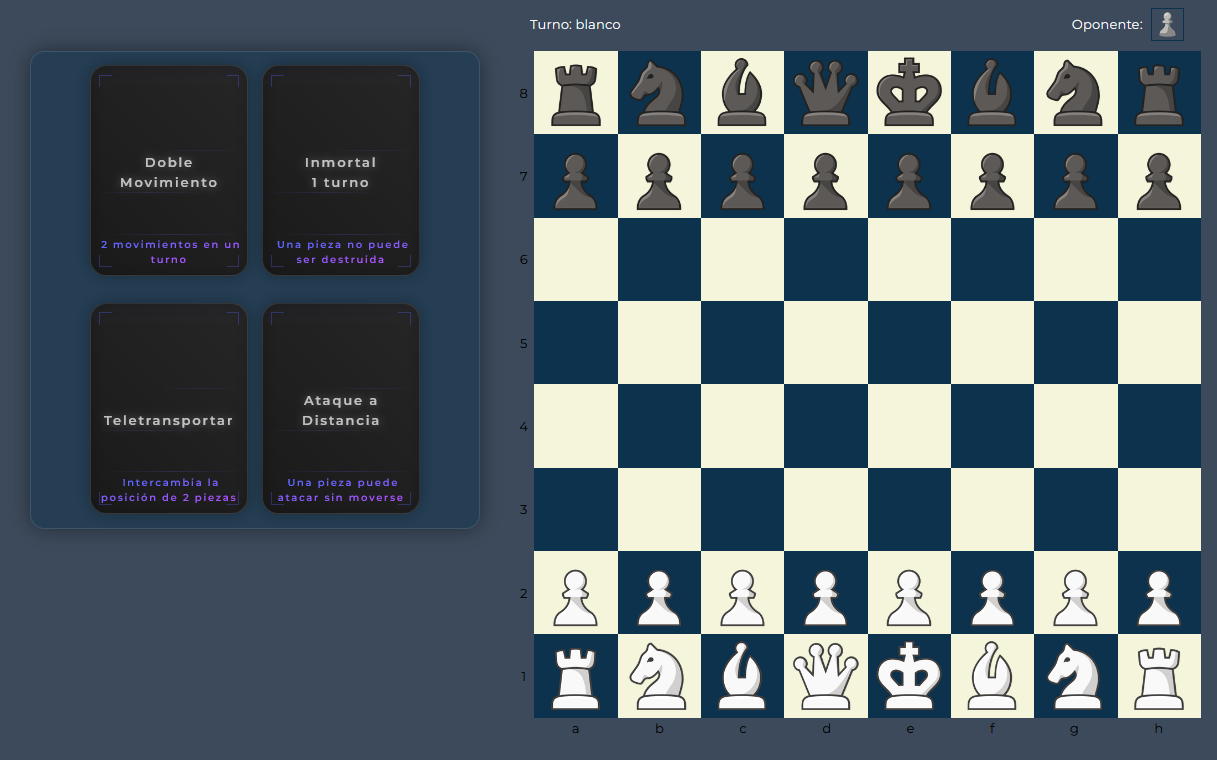 Turno: blanco
Oponente:
Doble
Movimiento
2 movimientos en un
turno
Inmortal
1 turno
Una pieza no puede
ser destruida
Teletransportar
Intercambia la
posición de 2 piezas
Ataque a
Distancia
Una pieza puede
atacar sin moverse
8
7
6
5
4
3
2
1
a b c d e f g h